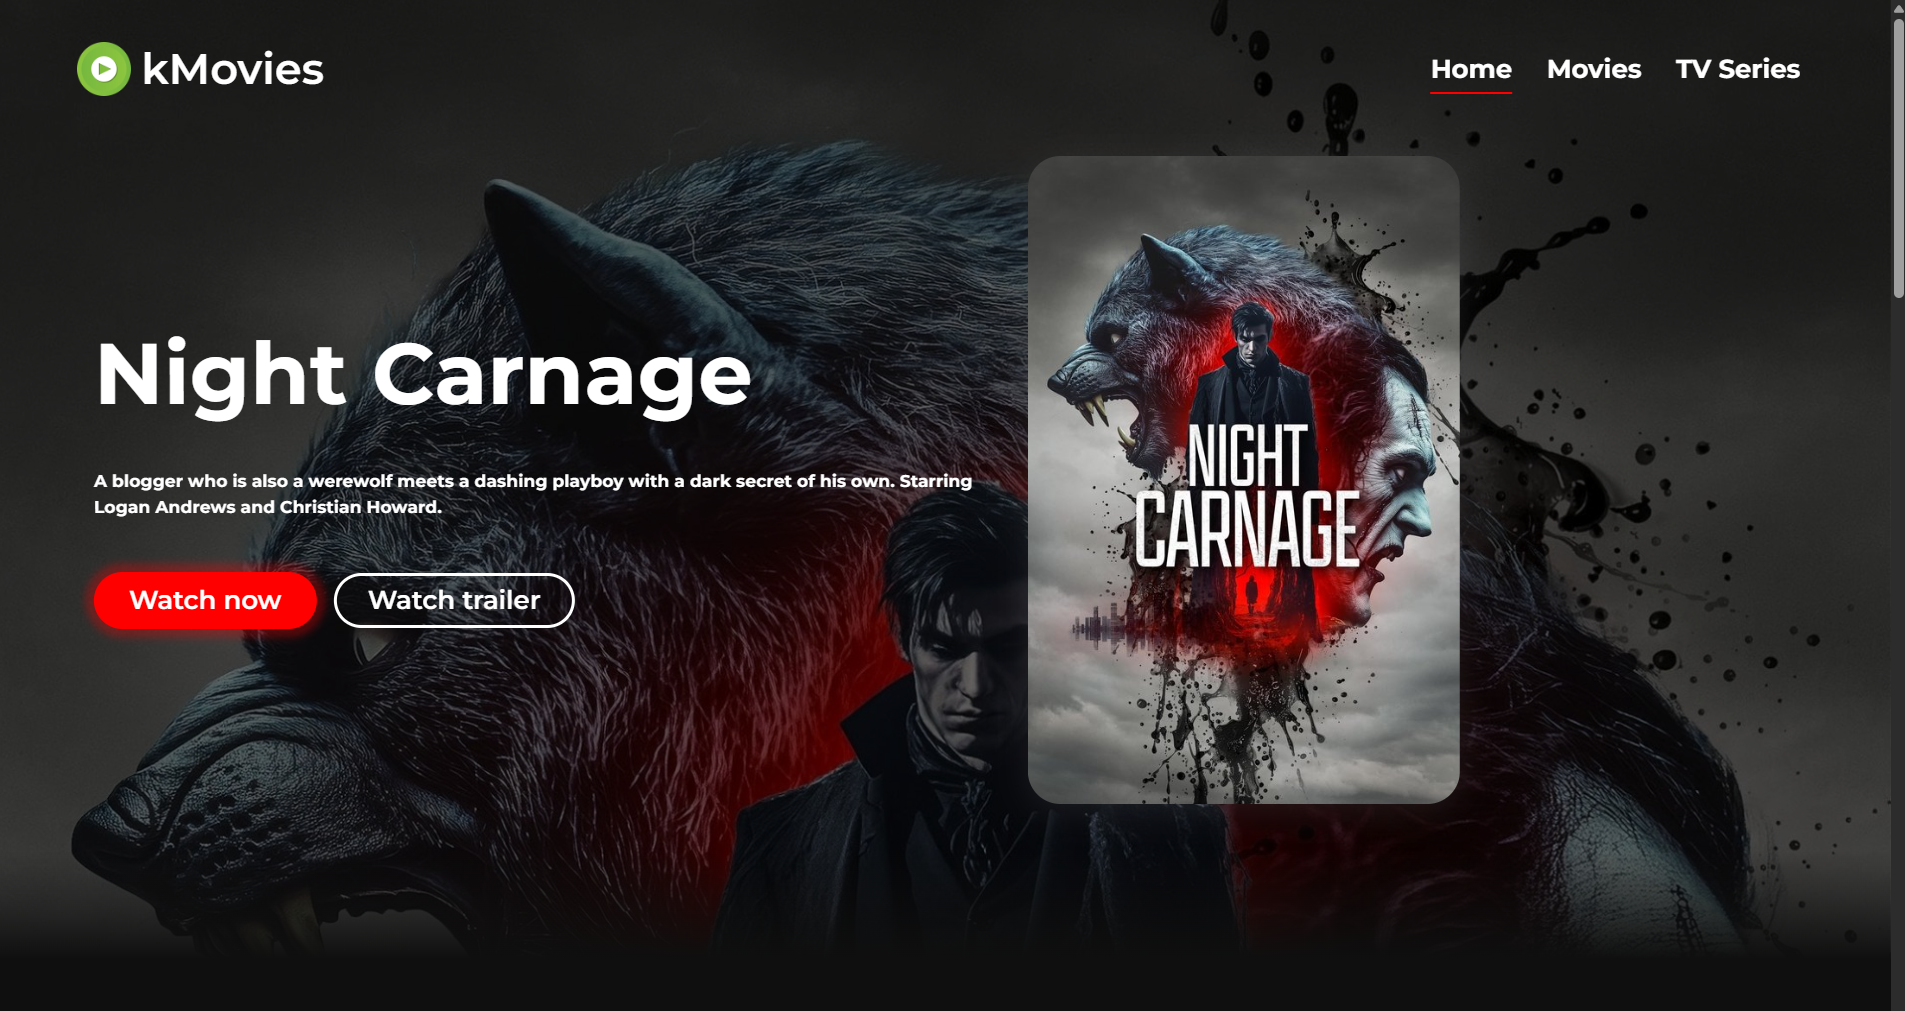 kMovies
Home Movies TV Series
Night Carnage
A blogger who is also a werewolf meets a dashing playboy with a dark secret of his own. Starring
Logan Andrews and Christian Howard.
Watch now Watch trailer
NIGHT
CARNAGE